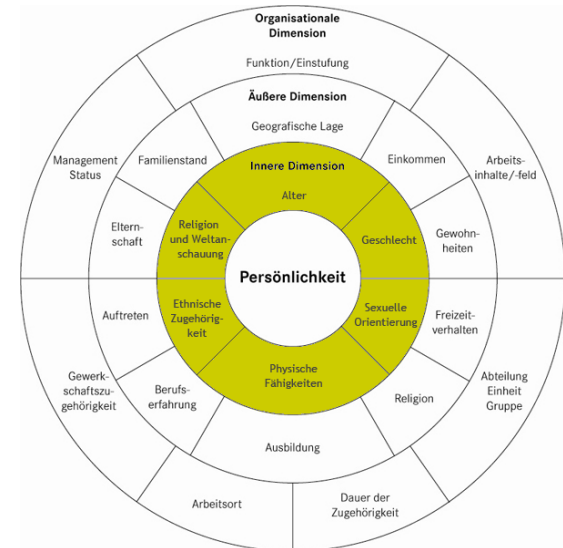 Organisationale
Dimension
Funktion/Einstufung
Äußere Dimension
Geografische Lage
Innere Dimension
Alter
Management
Status
Familienstand
Einkommen
Arbeits-
inhalte/-feld
Eltern-
schaft
Religion
und Weltan-
schauung
Geschlecht
Gewohn-
heiten
Persönlichkeit
Auftreten
Ethnische
Zugehörig-
keit
Sexuelle
Orientierung
Freizeit-
verhalten
Physische
Fähigkeiten
Gewerk-
schaftszu-
gehörigkeit
Berufs-
erfahrung
Religion
Abteilung
Einheit
Gruppe
Ausbildung
Arbeitsort
Dauer der
Zugehörigkeit